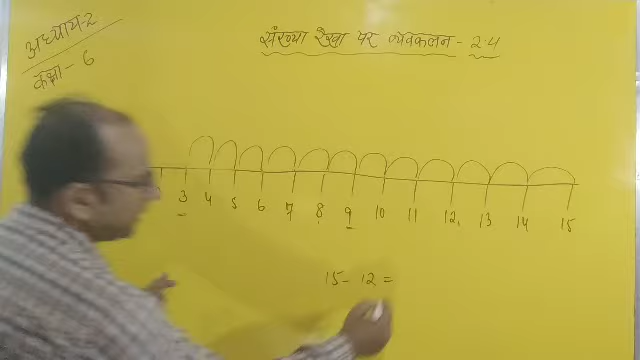 अध्याय-2
कक्षा - 6
संख्या रेखा पर व्यवकलन - 2.4
3 4 5 6 7 8 9 10 11 12 13 14 15
15 - 12 =